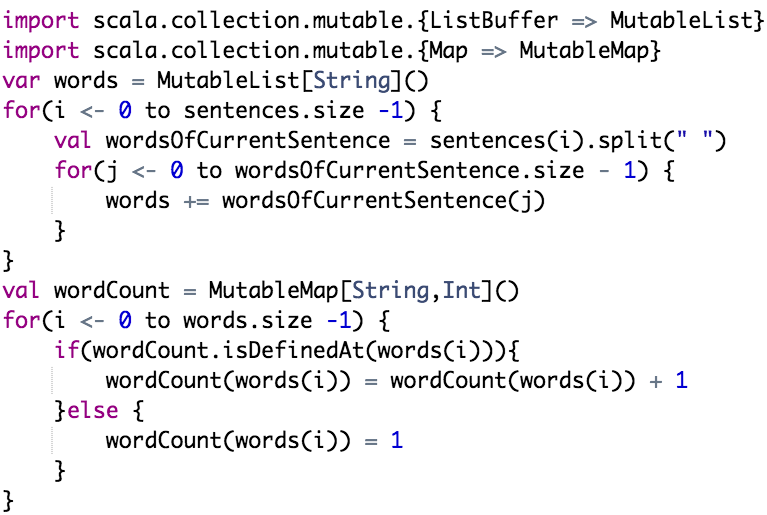 import scala.collection.mutable.{ListBuffer => MutableList}
import scala.collection.mutable.{Map => MutableMap}
var words = MutableList[String]()
for(i <- 0 to sentences.size -1) {
    val wordsOfCurrentSentence = sentences(i).split(" ")
    for(j <- 0 to wordsOfCurrentSentence.size - 1) {
        words += wordsOfCurrentSentence(j)
    }
}
val wordCount = MutableMap[String,Int]()
for(i <- 0 to words.size -1) {
    if(wordCount.isDefinedAt(words(i))){
        wordCount(words(i)) = wordCount(words(i)) + 1
    }else {
        wordCount(words(i)) = 1
    }
}